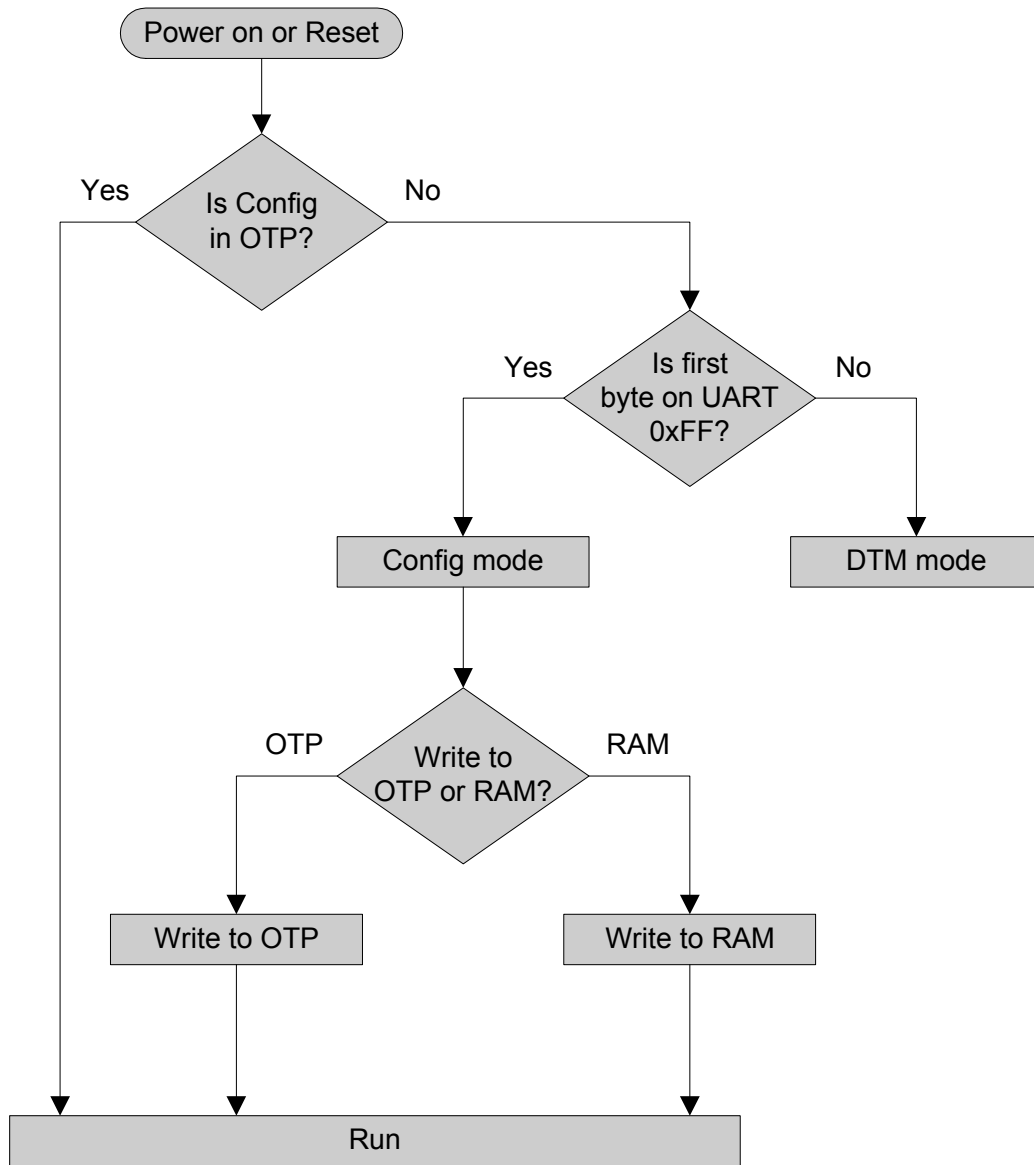 Power on or Reset
Yes
Is Config
in OTP?
No
Yes
Is first
byte on UART
0xFF?
No
Config mode
DTM mode
OTP
Write to
OTP or RAM?
RAM
Write to OTP
Write to RAM
Run